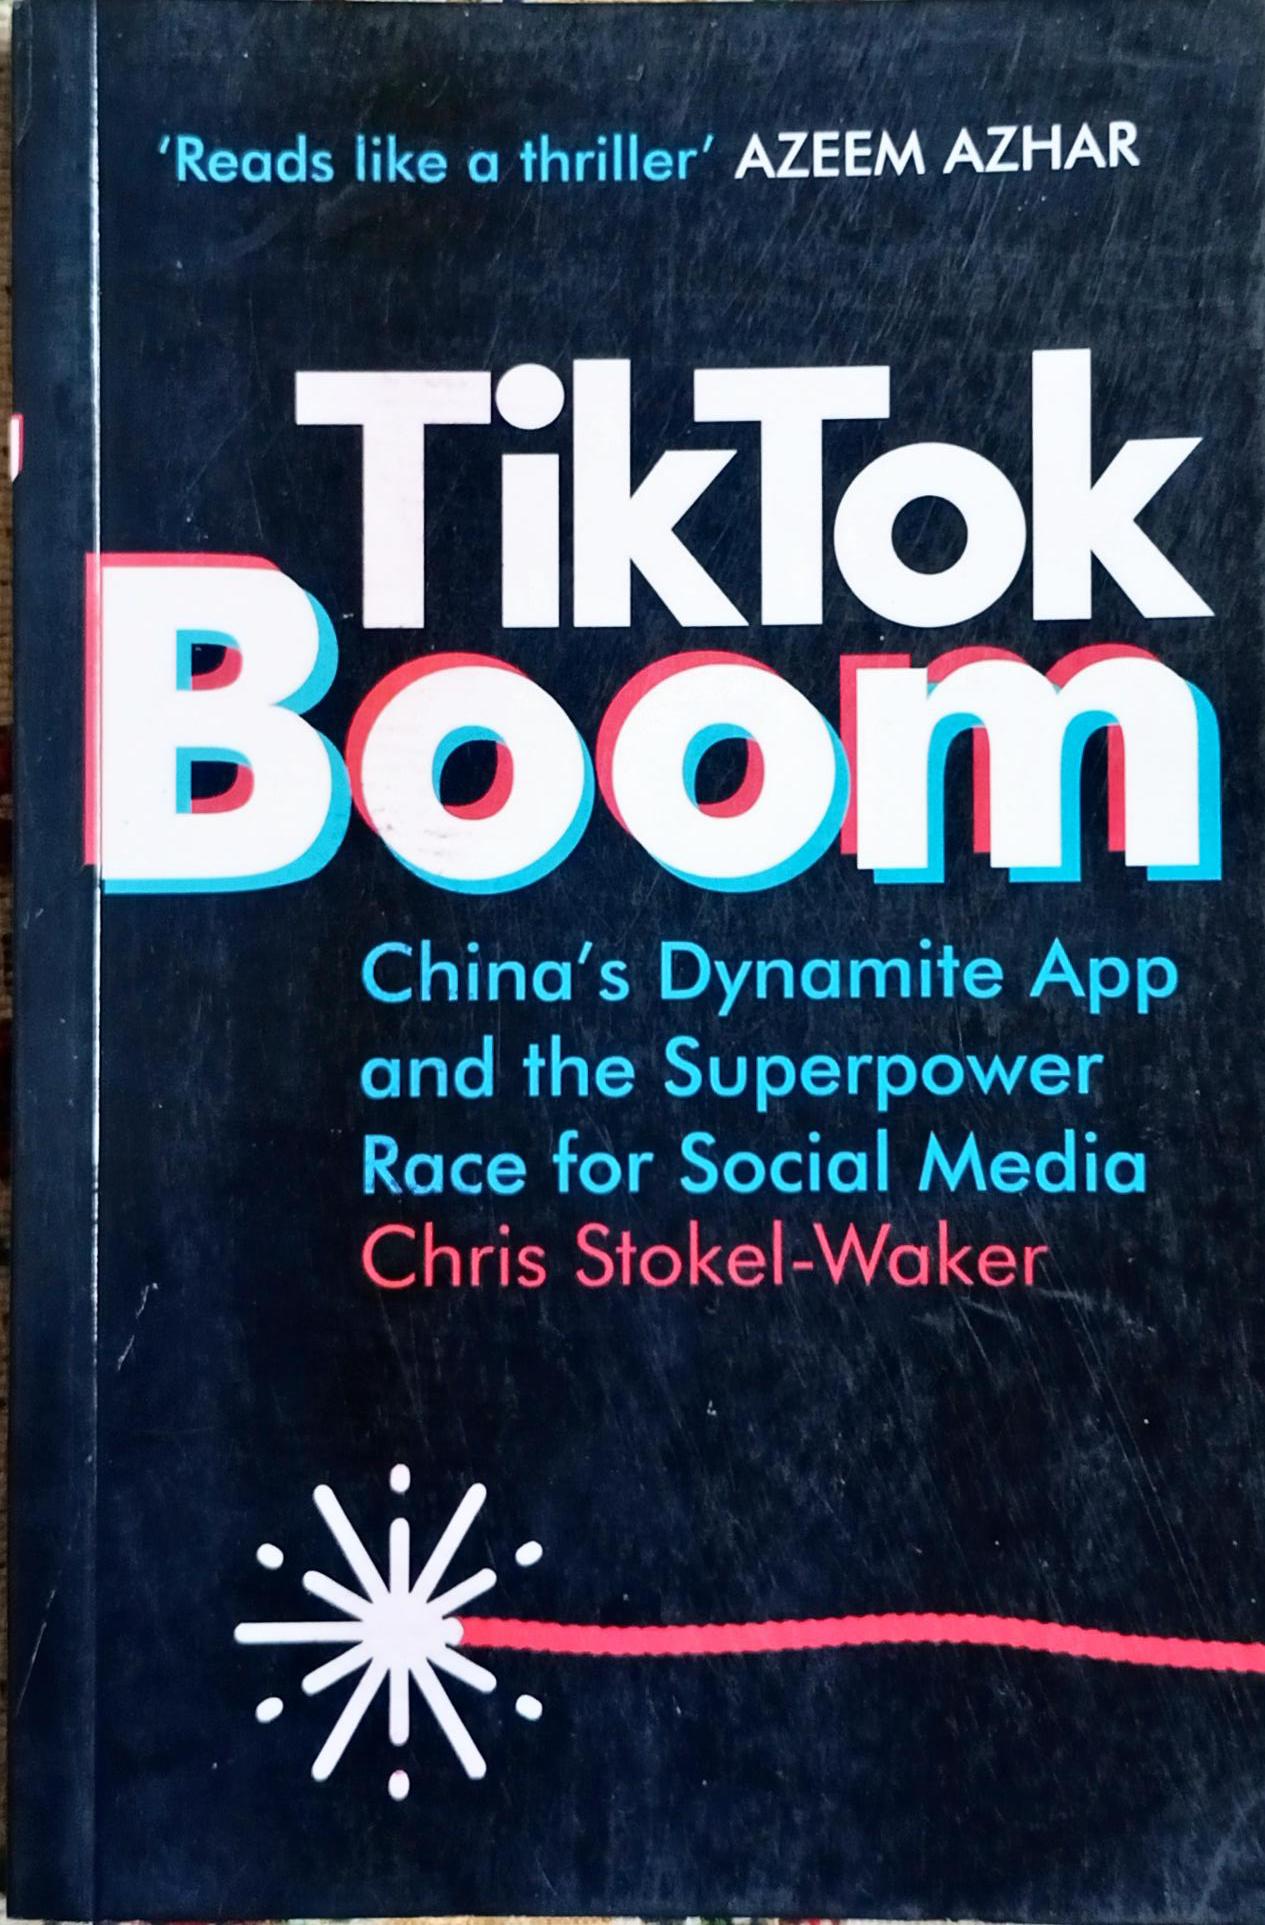 ‘Reads like a thriller’ AZEEM AZHAR
TikTok
Boom
China’s Dynamite App
and the Superpower
Race for Social Media
Chris Stokel-Waker